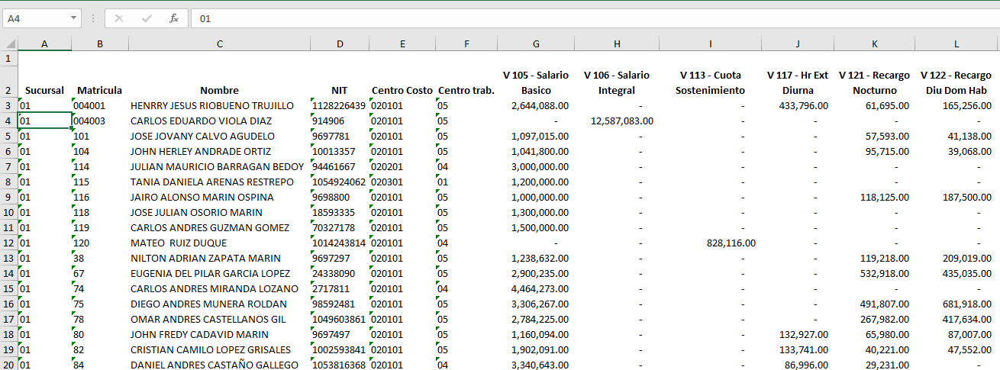 A4 fx 01
A B C D E F G H I J K L
1
V 105 - Salario V 106 - Salario V 113 - Cuota V 117 - Hr Ext V 121 - Recargo V 122 - Recargo
2 Sucursal Matricula Nombre NIT Centro Costo Centro trab. Basico Integral Sostenimiento Diurna Nocturno Diu Dom Hab
3 01 004001 HENRRY JESUS RIOBUENO TRUJILLO 1128226439 020101 05 2,644,088.00 - - 433,796.00 61,695.00 165,256.00
4 01 004003 CARLOS EDUARDO VIOLA DIAZ 914906 020101 05 - 12,587,083.00 - - - -
5 01 101 JOSE JOVANY CALVO AGUDELO 9697781 020101 05 1,097,015.00 - - - 57,593.00 41,138.00
6 01 104 JOHN HERLEY ANDRADE ORTIZ 10013357 020101 05 1,041,800.00 - - - 95,715.00 39,068.00
7 01 114 JULIAN MAURICIO BARRAGAN BEDOY 94461667 020201 04 3,000,000.00 - - - - -
8 01 115 TANIA DANIELA ARENAS RESTREPO 1054924062 020301 01 1,200,000.00 - - - - -
9 01 116 JAIRO ALONSO MARIN OSPINA 9698800 020101 05 1,000,000.00 - - - 118,125.00 187,500.00
10 01 118 JOSE JULIAN OSORIO MARIN 18593335 020101 05 1,300,000.00 - - - - -
11 01 119 CARLOS ANDRES GUZMAN GOMEZ 70327178 020101 05 1,500,000.00 - - - - -
12 01 120 MATEO  RUIZ DUQUE 1014243814 020101 04 - - 828,116.00 - - -
13 01 38 NILTON ADRIAN ZAPATA MARIN 9697297 020101 05 1,238,632.00 - - - 119,218.00 209,019.00
14 01 67 EUGENIA DEL PILAR GARCIA LOPEZ 24338090 020101 05 2,900,235.00 - - - 532,918.00 435,035.00
15 01 74 CARLOS ANDRES MIRANDA LOZANO 2717811 020101 04 4,464,273.00 - - - - -
16 01 75 DIEGO ANDRES MUNERA ROLDAN 98592481 020101 05 3,306,267.00 - - - 491,807.00 681,918.00
17 01 78 OMAR ANDRES CASTELLANOS GIL 1049603861 020101 05 2,784,225.00 - - - 267,982.00 417,634.00
18 01 80 JOHN FREDY CADAVID MARIN 9697497 020101 05 1,160,094.00 - - 132,927.00 65,980.00 87,007.00
19 01 82 CRISTIAN CAMILO LOPEZ GRISALES 1002593841 020101 05 1,902,091.00 - - 133,741.00 40,221.00 47,552.00
20 01 84 DANIEL ANDRES CASTAÑO GALLEGO 1053816368 020101 04 3,340,643.00 - - 86,996.00 29,231.00 -